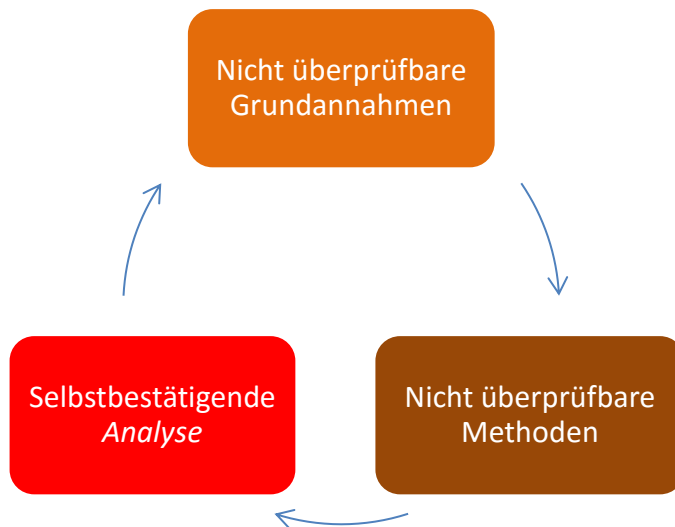 Nicht überprüfbare
Grundannahmen
Selbstbestätigende
Analyse
Nicht überprüfbare
Methoden